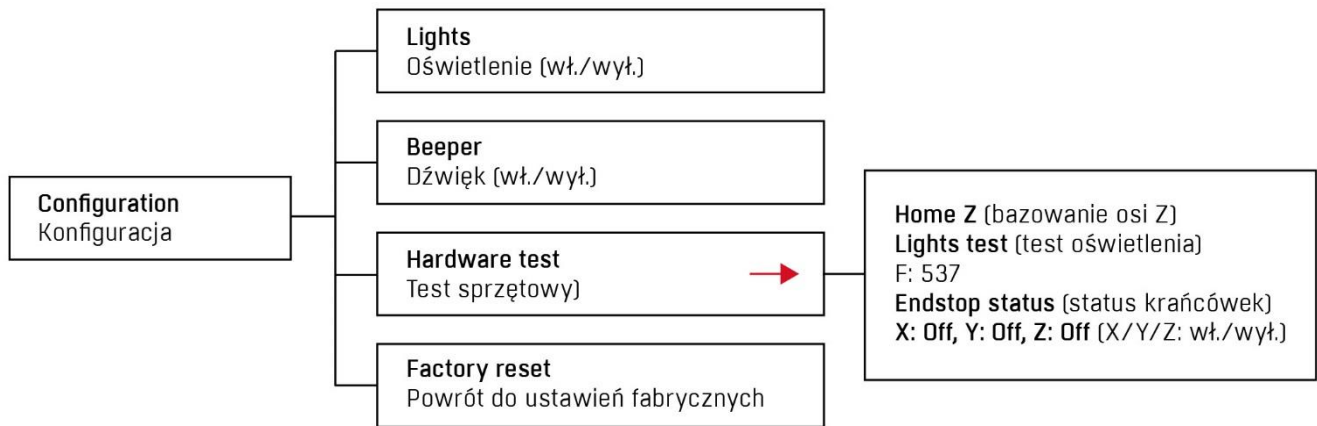 Configuration
Konfiguracja
Lights
Oświetlenie (wł./wył.)
Beeper
Dźwięk (wł./wył.)
Hardware test
Test sprzętowy)
Factory reset
Powrót do ustawień fabrycznych
Home Z (bazowanie osi Z)
Lights test (test oświetlenia)
F: 537
Endstop status (status krańcówek)
X: Off, Y: Off, Z: Off (X/Y/Z: wł./wył.)